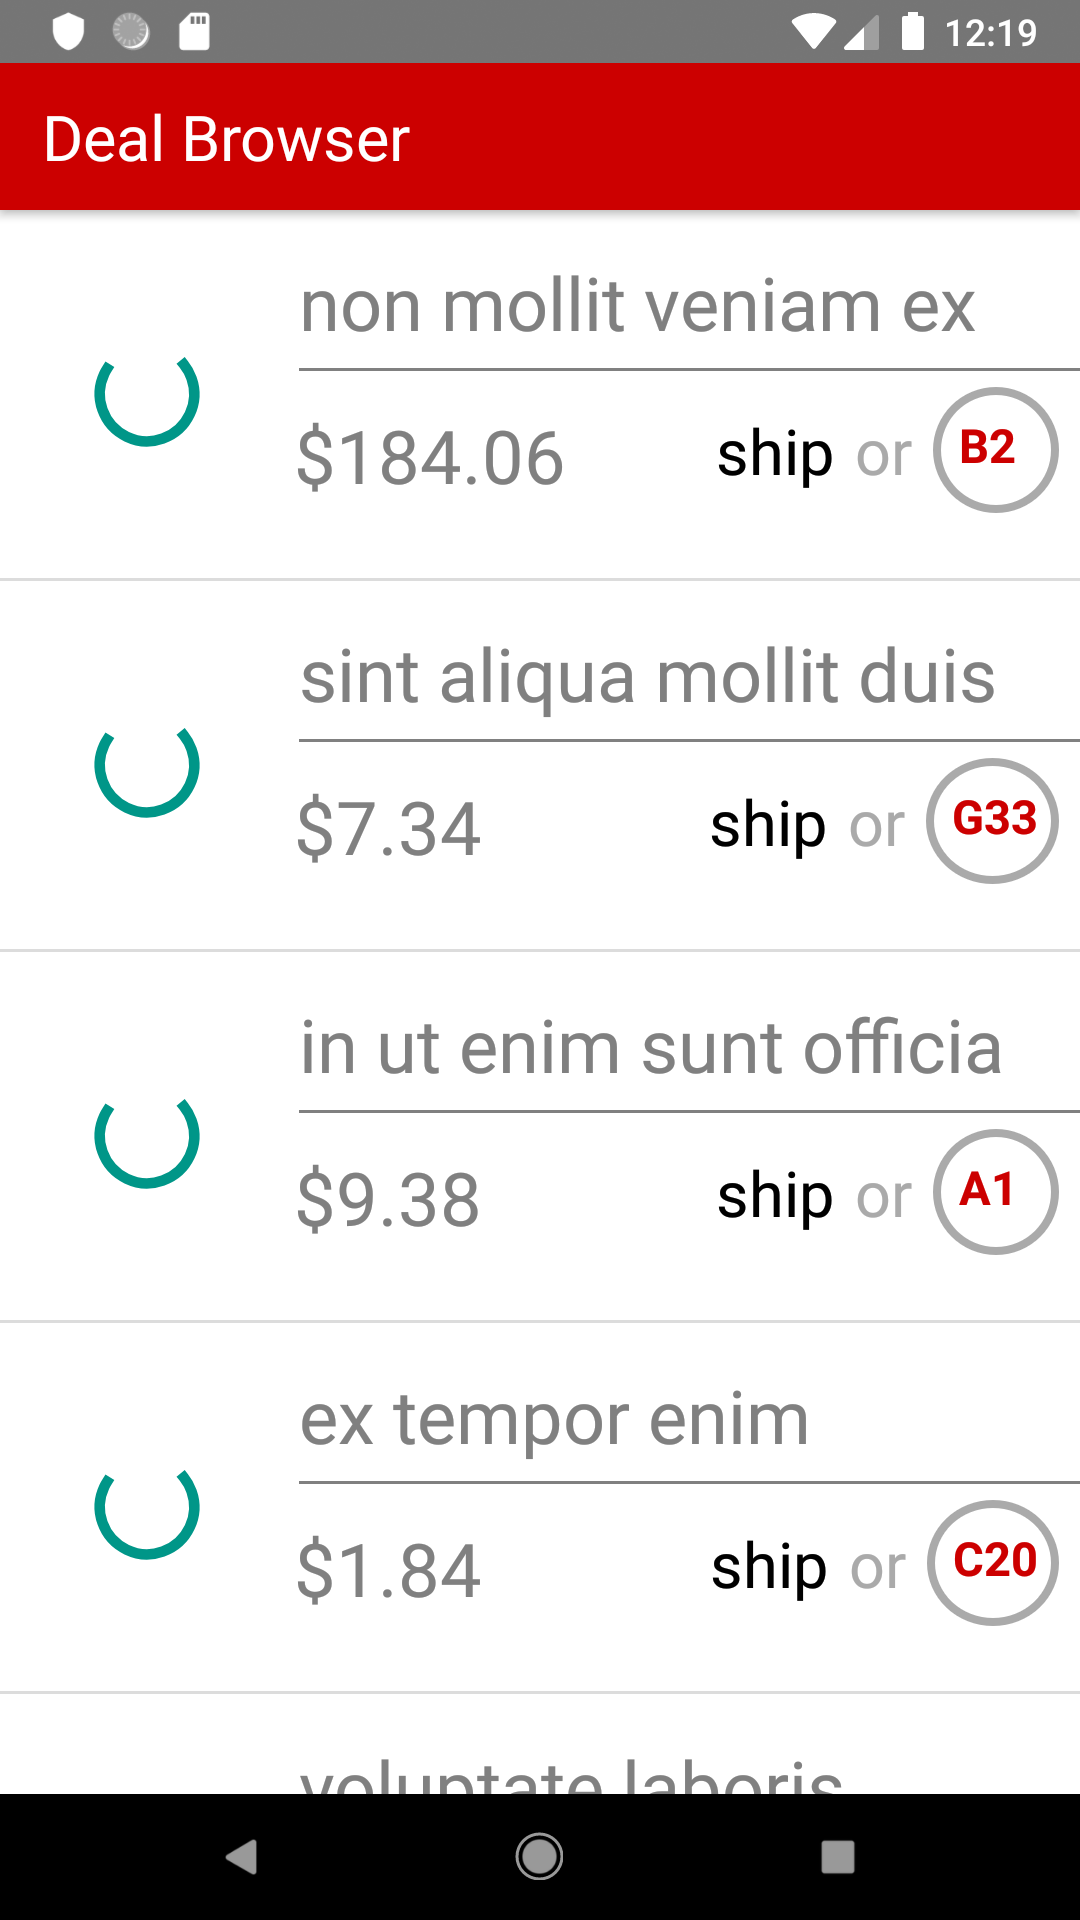 12:19
Deal Browser
non mollit veniam ex
$184.06 ship or B2
sint aliqua mollit duis
$7.34 ship or G33
in ut enim sunt officia
$9.38 ship or A1
ex tempor enim
$1.84 ship or C20
voluptate laboris